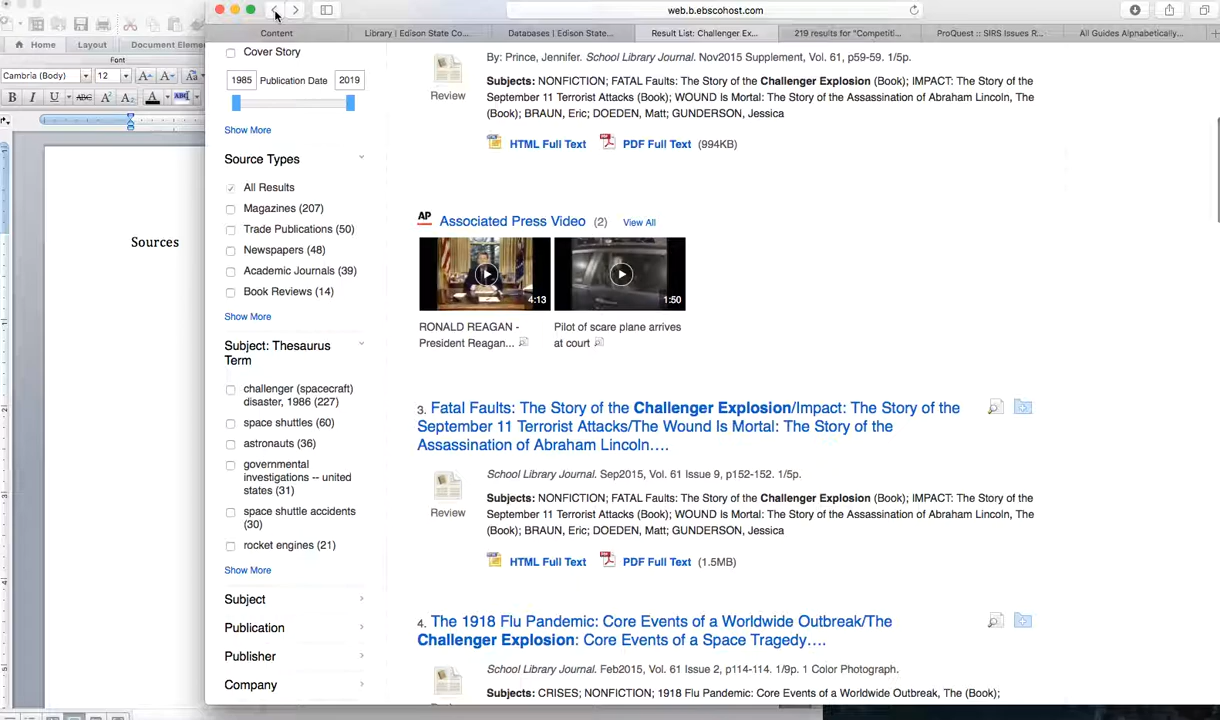 web.b.ebscohost.com
Content
Library | Edison State Co...
Databases | Edison State...
Result List: Challenger Ex...
219 results for "Competiti...
ProQuest :: SIRS Issues R...
All Guides Alphabetically...
Home
Layout
Document Eleme
Font
Cambria (Body)
12
B I U ABC A² A₂ A ABC
Sources
Cover Story
1985 Publication Date 2019
Show More
Source Types
All Results
Magazines (207)
Trade Publications (50)
Newspapers (48)
Academic Journals (39)
Book Reviews (14)
Show More
Subject: Thesaurus
Term
challenger (spacecraft)
disaster, 1986 (227)
space shuttles (60)
astronauts (36)
governmental
investigations -- united
states (31)
space shuttle accidents
(30)
rocket engines (21)
Show More
Subject
Publication
Publisher
Company
By: Prince, Jennifer. School Library Journal. Nov2015 Supplement, Vol. 61, p59-59. 1/5p.
Review
Subjects: NONFICTION; FATAL Faults: The Story of the Challenger Explosion (Book); IMPACT: The Story of the
September 11 Terrorist Attacks (Book); WOUND Is Mortal: The Story of the Assassination of Abraham Lincoln, The
(Book); BRAUN, Eric; DOEDEN, Matt; GUNDERSON, Jessica
HTML Full Text PDF Full Text (994KB)
AP Associated Press Video (2) View All
4:13
1:50
RONALD REAGAN -
President Reagan...
Pilot of scare plane arrives
at court
3. Fatal Faults: The Story of the Challenger Explosion/Impact: The Story of the
September 11 Terrorist Attacks/The Wound Is Mortal: The Story of the
Assassination of Abraham Lincoln….
School Library Journal. Sep2015, Vol. 61 Issue 9, p152-152. 1/5p.
Review
Subjects: NONFICTION; FATAL Faults: The Story of the Challenger Explosion (Book); IMPACT: The Story of the
September 11 Terrorist Attacks (Book); WOUND Is Mortal: The Story of the Assassination of Abraham Lincoln, The
(Book); BRAUN, Eric; DOEDEN, Matt; GUNDERSON, Jessica
HTML Full Text PDF Full Text (1.5MB)
4. The 1918 Flu Pandemic: Core Events of a Worldwide Outbreak/The
Challenger Explosion: Core Events of a Space Tragedy….
School Library Journal. Feb2015, Vol. 61 Issue 2, p114-114. 1/9p. 1 Color Photograph.
Subjects: CRISES; NONFICTION; 1918 Flu Pandemic: Core Events of a Worldwide Outbreak, The (Book);